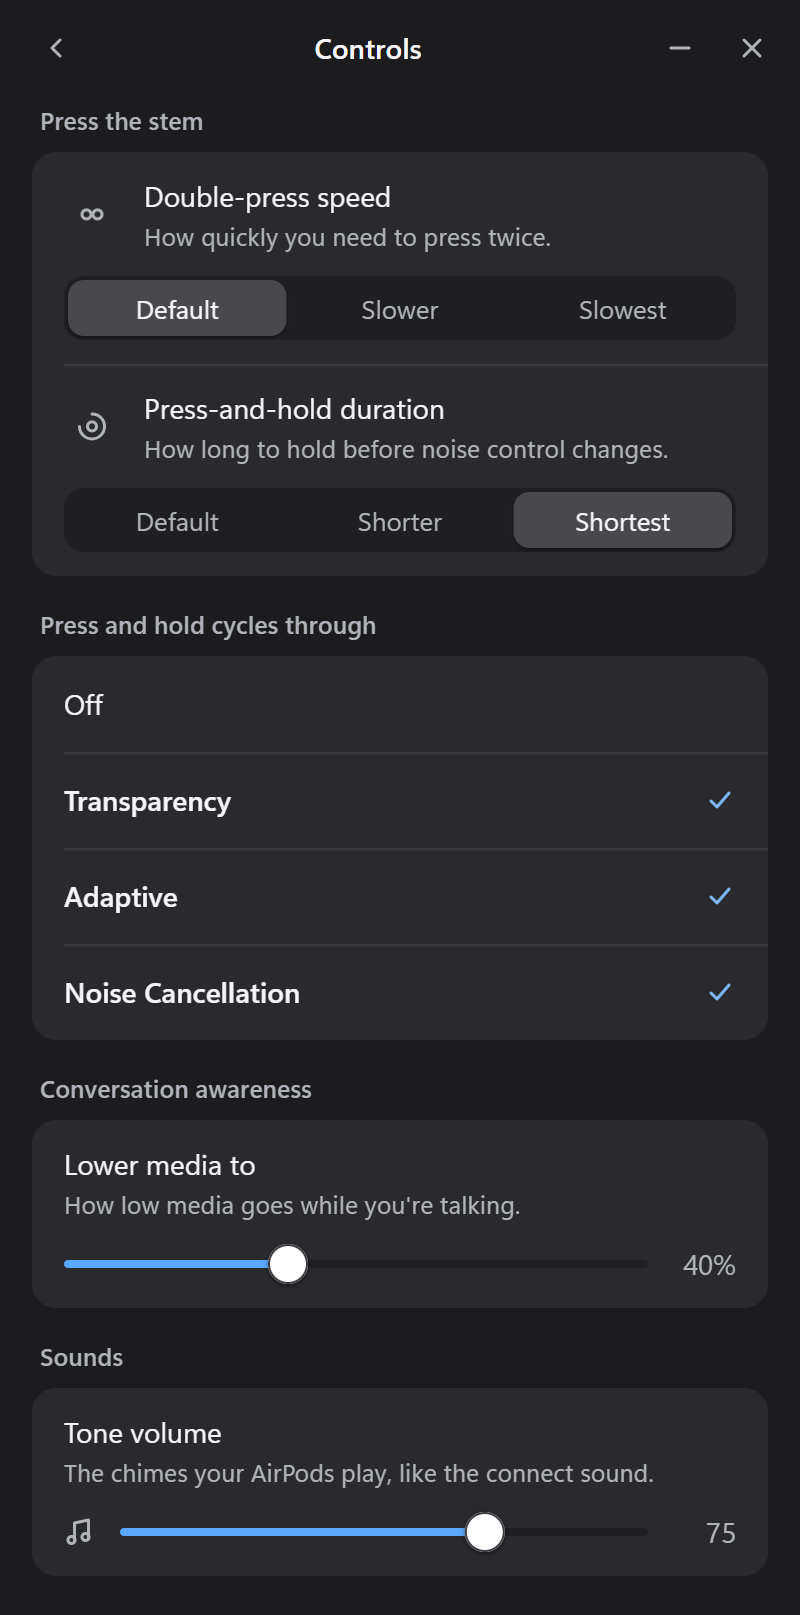 Controls
Press the stem
Double-press speed
How quickly you need to press twice.
Default Slower Slowest
Press-and-hold duration
How long to hold before noise control changes.
Default Shorter Shortest
Press and hold cycles through
Off
Transparency
Adaptive
Noise Cancellation
Conversation awareness
Lower media to
How low media goes while you're talking.
40%
Sounds
Tone volume
The chimes your AirPods play, like the connect sound.
75